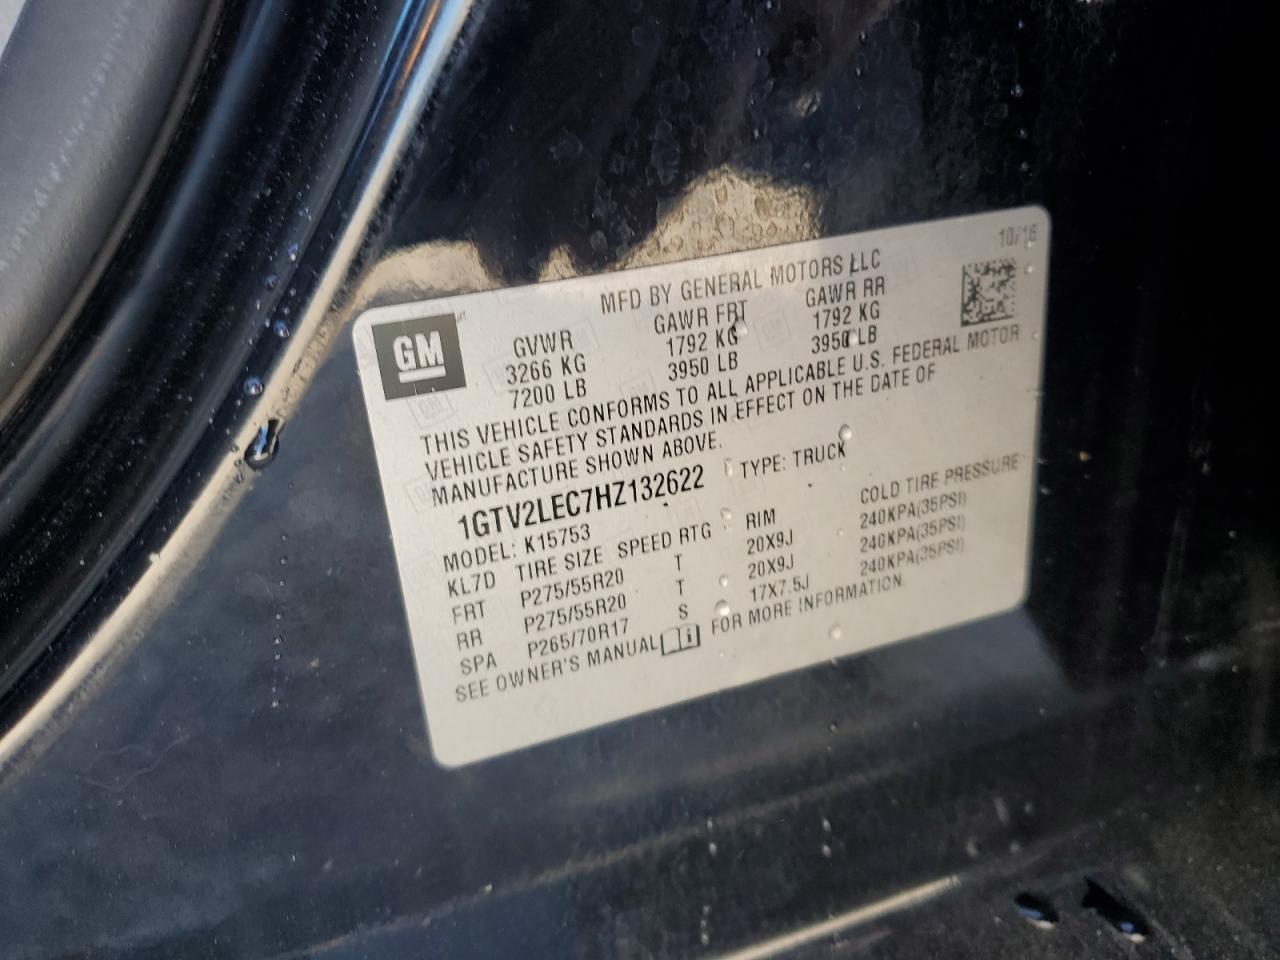 10/16
MFD BY GENERAL MOTORS LLC
GM
GVWR GAWR FRT GAWR RR
3266 KG 1792 KG 1792 KG
7200 LB 3950 LB 3950 LB
THIS VEHICLE CONFORMS TO ALL APPLICABLE U.S. FEDERAL MOTOR
VEHICLE SAFETY STANDARDS IN EFFECT ON THE DATE OF
MANUFACTURE SHOWN ABOVE.
1GTV2LEC7HZ132622 TYPE: TRUCK
MODEL: K15753
KL7D TIRE SIZE SPEED RTG RIM COLD TIRE PRESSURE
FRT P275/55R20 T 20X9J 240KPA(35PSI)
RR P275/55R20 T 20X9J 240KPA(35PSI)
SPA P265/70R17 S 17X7.5J 240KPA(35PSI)
SEE OWNER'S MANUAL FOR MORE INFORMATION.